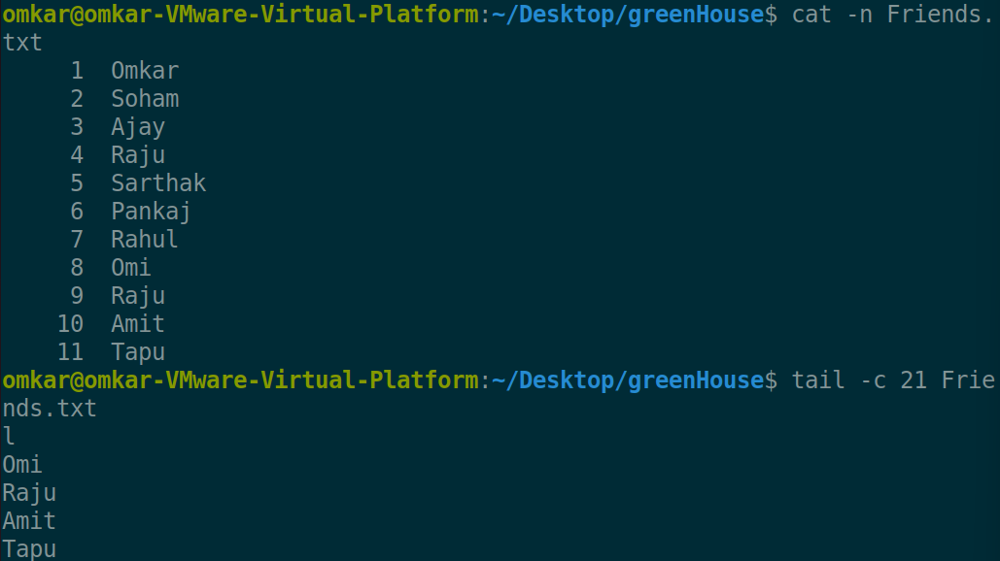 omkar@omkar-VMware-Virtual-Platform:~/Desktop/greenHouse$ cat -n Friends.
txt
     1  Omkar
     2  Soham
     3  Ajay
     4  Raju
     5  Sarthak
     6  Pankaj
     7  Rahul
     8  Omi
     9  Raju
    10  Amit
    11  Tapu
omkar@omkar-VMware-Virtual-Platform:~/Desktop/greenHouse$ tail -c 21 Frie
nds.txt
l
Omi
Raju
Amit
Tapu